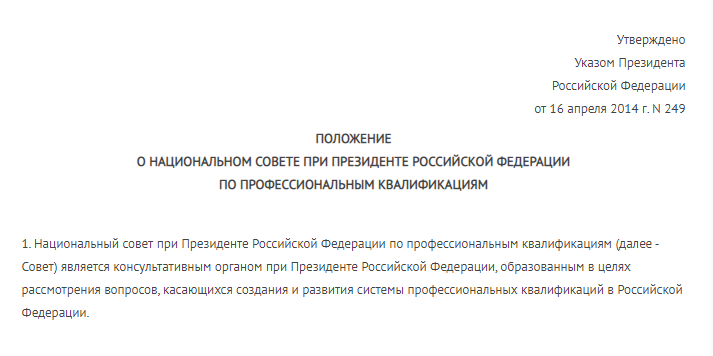 Утверждено
Указом Президента
Российской Федерации
от 16 апреля 2014 г. N 249
ПОЛОЖЕНИЕ
О НАЦИОНАЛЬНОМ СОВЕТЕ ПРИ ПРЕЗИДЕНТЕ РОССИЙСКОЙ ФЕДЕРАЦИИ
ПО ПРОФЕССИОНАЛЬНЫМ КВАЛИФИКАЦИЯМ
1. Национальный совет при Президенте Российской Федерации по профессиональным квалификациям (далее -
Совет) является консультативным органом при Президенте Российской Федерации, образованным в целях
рассмотрения вопросов, касающихся создания и развития системы профессиональных квалификаций в Российской
Федерации.